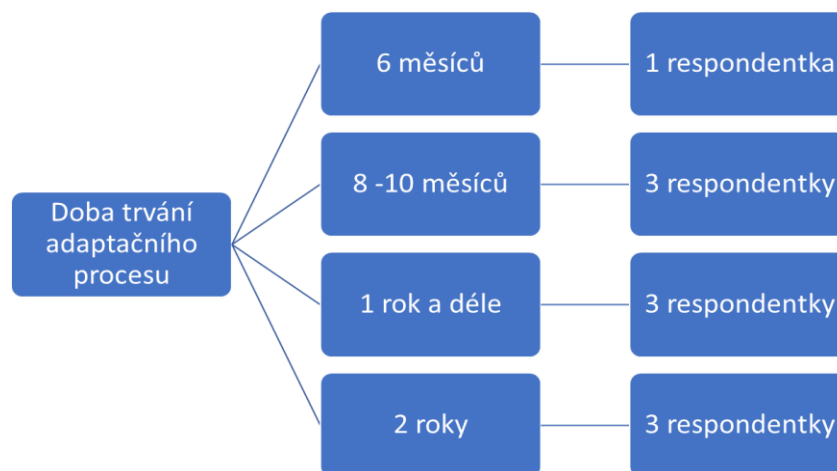 Doba trvání
adaptačního
procesu
6 měsíců
1 respondentka
8 -10 měsíců
3 respondentky
1 rok a déle
3 respondentky
2 roky
3 respondentky